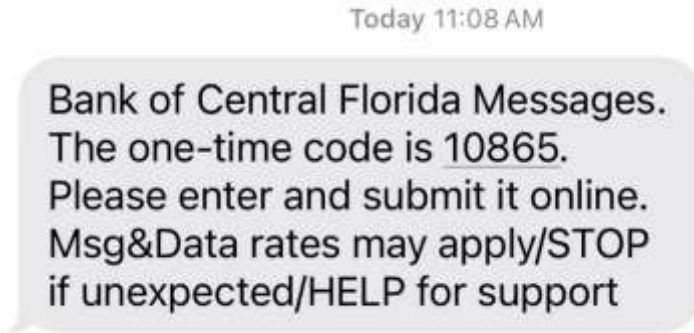 Today 11:08 AM
Bank of Central Florida Messages.
The one-time code is 10865.
Please enter and submit it online.
Msg&Data rates may apply/STOP
if unexpected/HELP for support